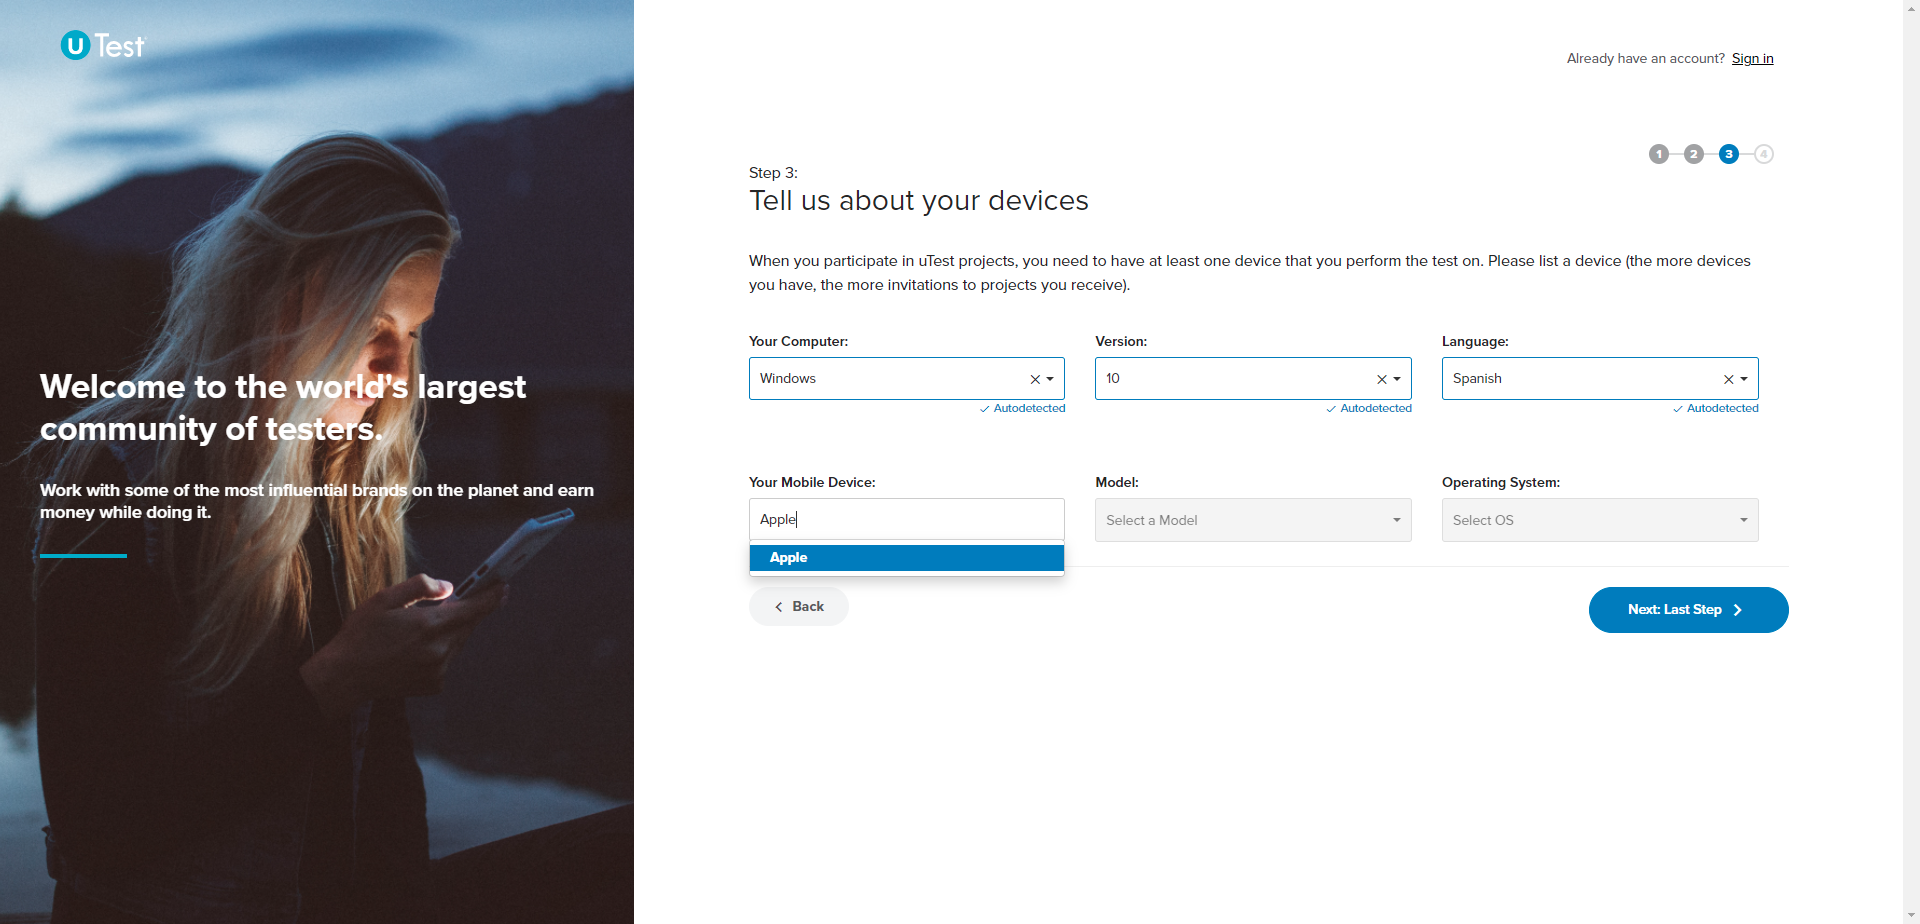 uTest
Already have an account? Sign in
1 2 3 4
Step 3:
Tell us about your devices
When you participate in uTest projects, you need to have at least one device that you perform the test on. Please list a device (the more devices
you have, the more invitations to projects you receive).
Your Computer: Version: Language:
Windows 10 Spanish
Autodetected Autodetected Autodetected
Welcome to the world's largest
community of testers.
Work with some of the most influential brands on the planet and earn
money while doing it.
Your Mobile Device: Model: Operating System:
Apple Select a Model Select OS
Apple
Back Next: Last Step